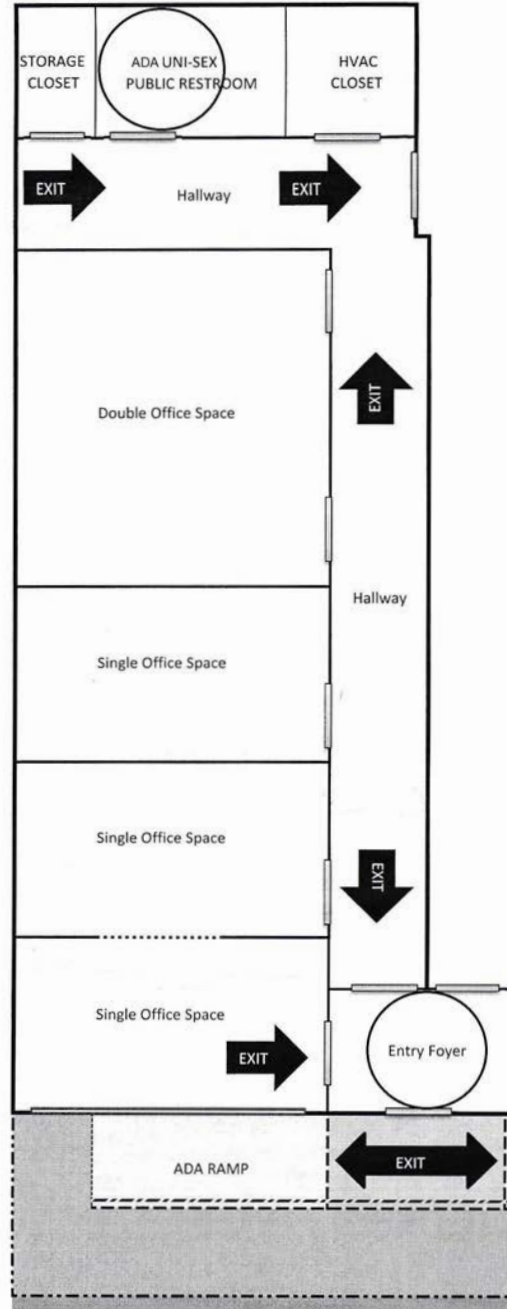 STORAGE
CLOSET
ADA UNI-SEX
PUBLIC RESTROOM
HVAC
CLOSET
EXIT
Hallway
EXIT
Double Office Space
EXIT
Hallway
Single Office Space
Single Office Space
EXIT
Single Office Space
EXIT
Entry Foyer
ADA RAMP
EXIT